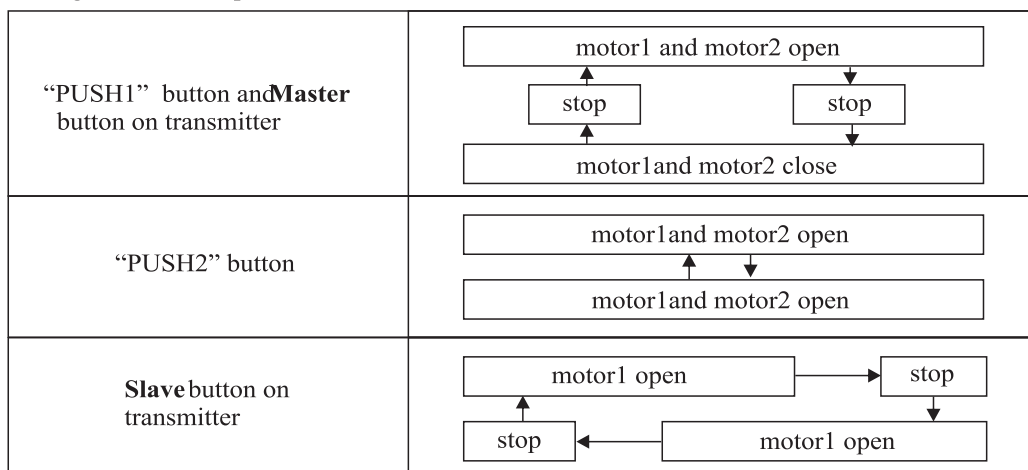 “PUSH1” button and Master
button on transmitter
motor1 and motor2 open
stop
stop
motor1and motor2 close
“PUSH2” button
motor1and motor2 open
motor1and motor2 open
Slave button on
transmitter
motor1 open
stop
stop
motor1 open